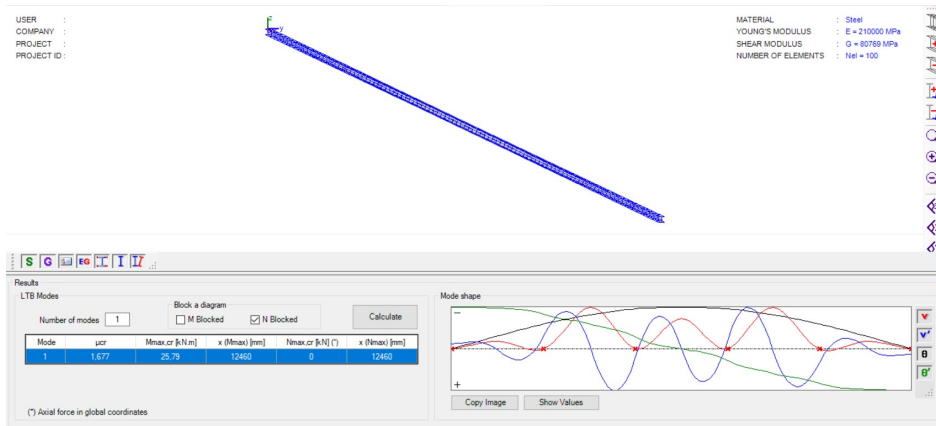 USER :
COMPANY :
PROJECT :
PROJECT ID :
z
y
MATERIAL : Steel
YOUNG'S MODULUS : E = 210000 MPa
SHEAR MODULUS : G = 80769 MPa
NUMBER OF ELEMENTS : Nel = 100
S G EG
Results
LTB Modes
Number of modes 1
Block a diagram
M Blocked N Blocked
Calculate
Mode µcr Mmax,cr [kN.m] x (Mmax) [mm] Nmax,cr [kN] (*) x (Nmax) [mm]
1 1,677 25,79 12460 0 12460
(*) Axial force in global coordinates
Mode shape
−
+
v
v'
θ
θ'
Copy Image Show Values